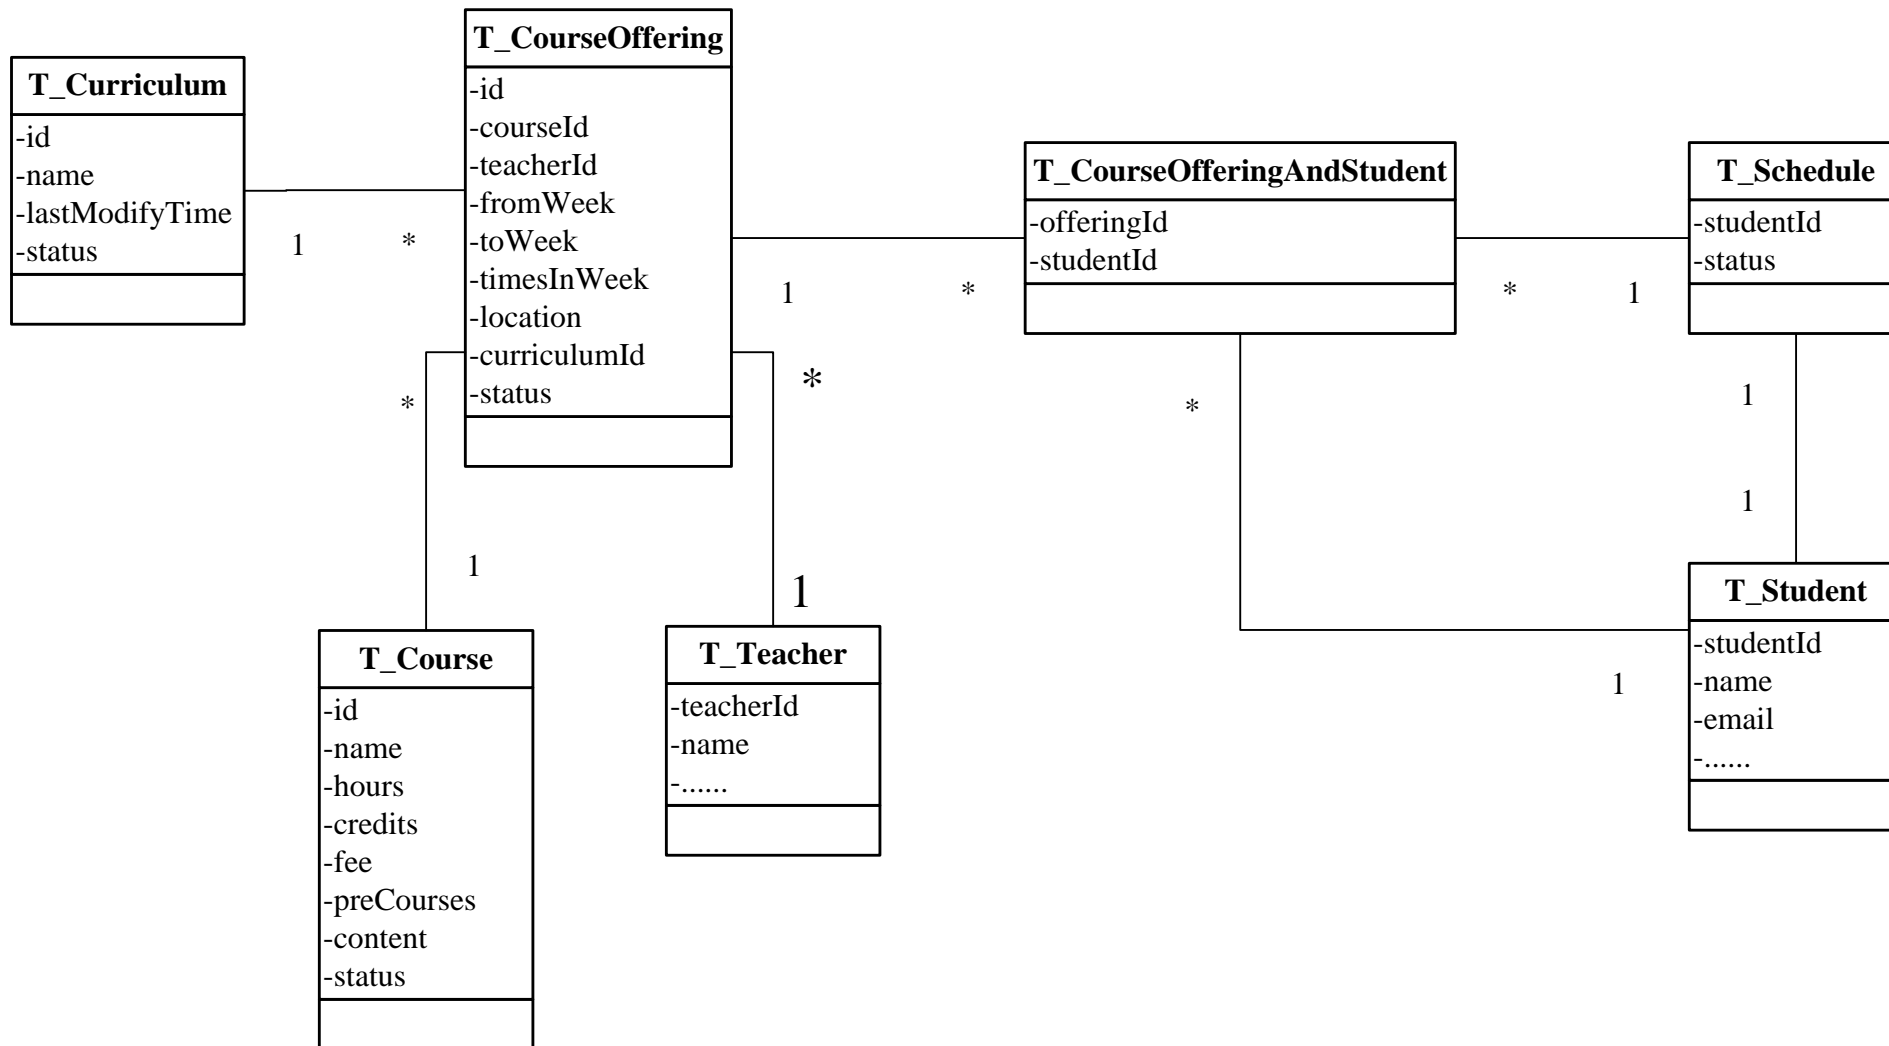 T_Curriculum
-id
-name
-lastModifyTime
-status
1
*
T_CourseOffering
-id
-courseId
-teacherId
-fromWeek
-toWeek
-timesInWeek
-location
-curriculumId
-status
1
*
T_CourseOfferingAndStudent
-offeringId
-studentId
*
1
T_Schedule
-studentId
-status
*
1
*
1
*
1
1
1
T_Course
-id
-name
-hours
-credits
-fee
-preCourses
-content
-status
T_Teacher
-teacherId
-name
-......
T_Student
-studentId
-name
-email
-......